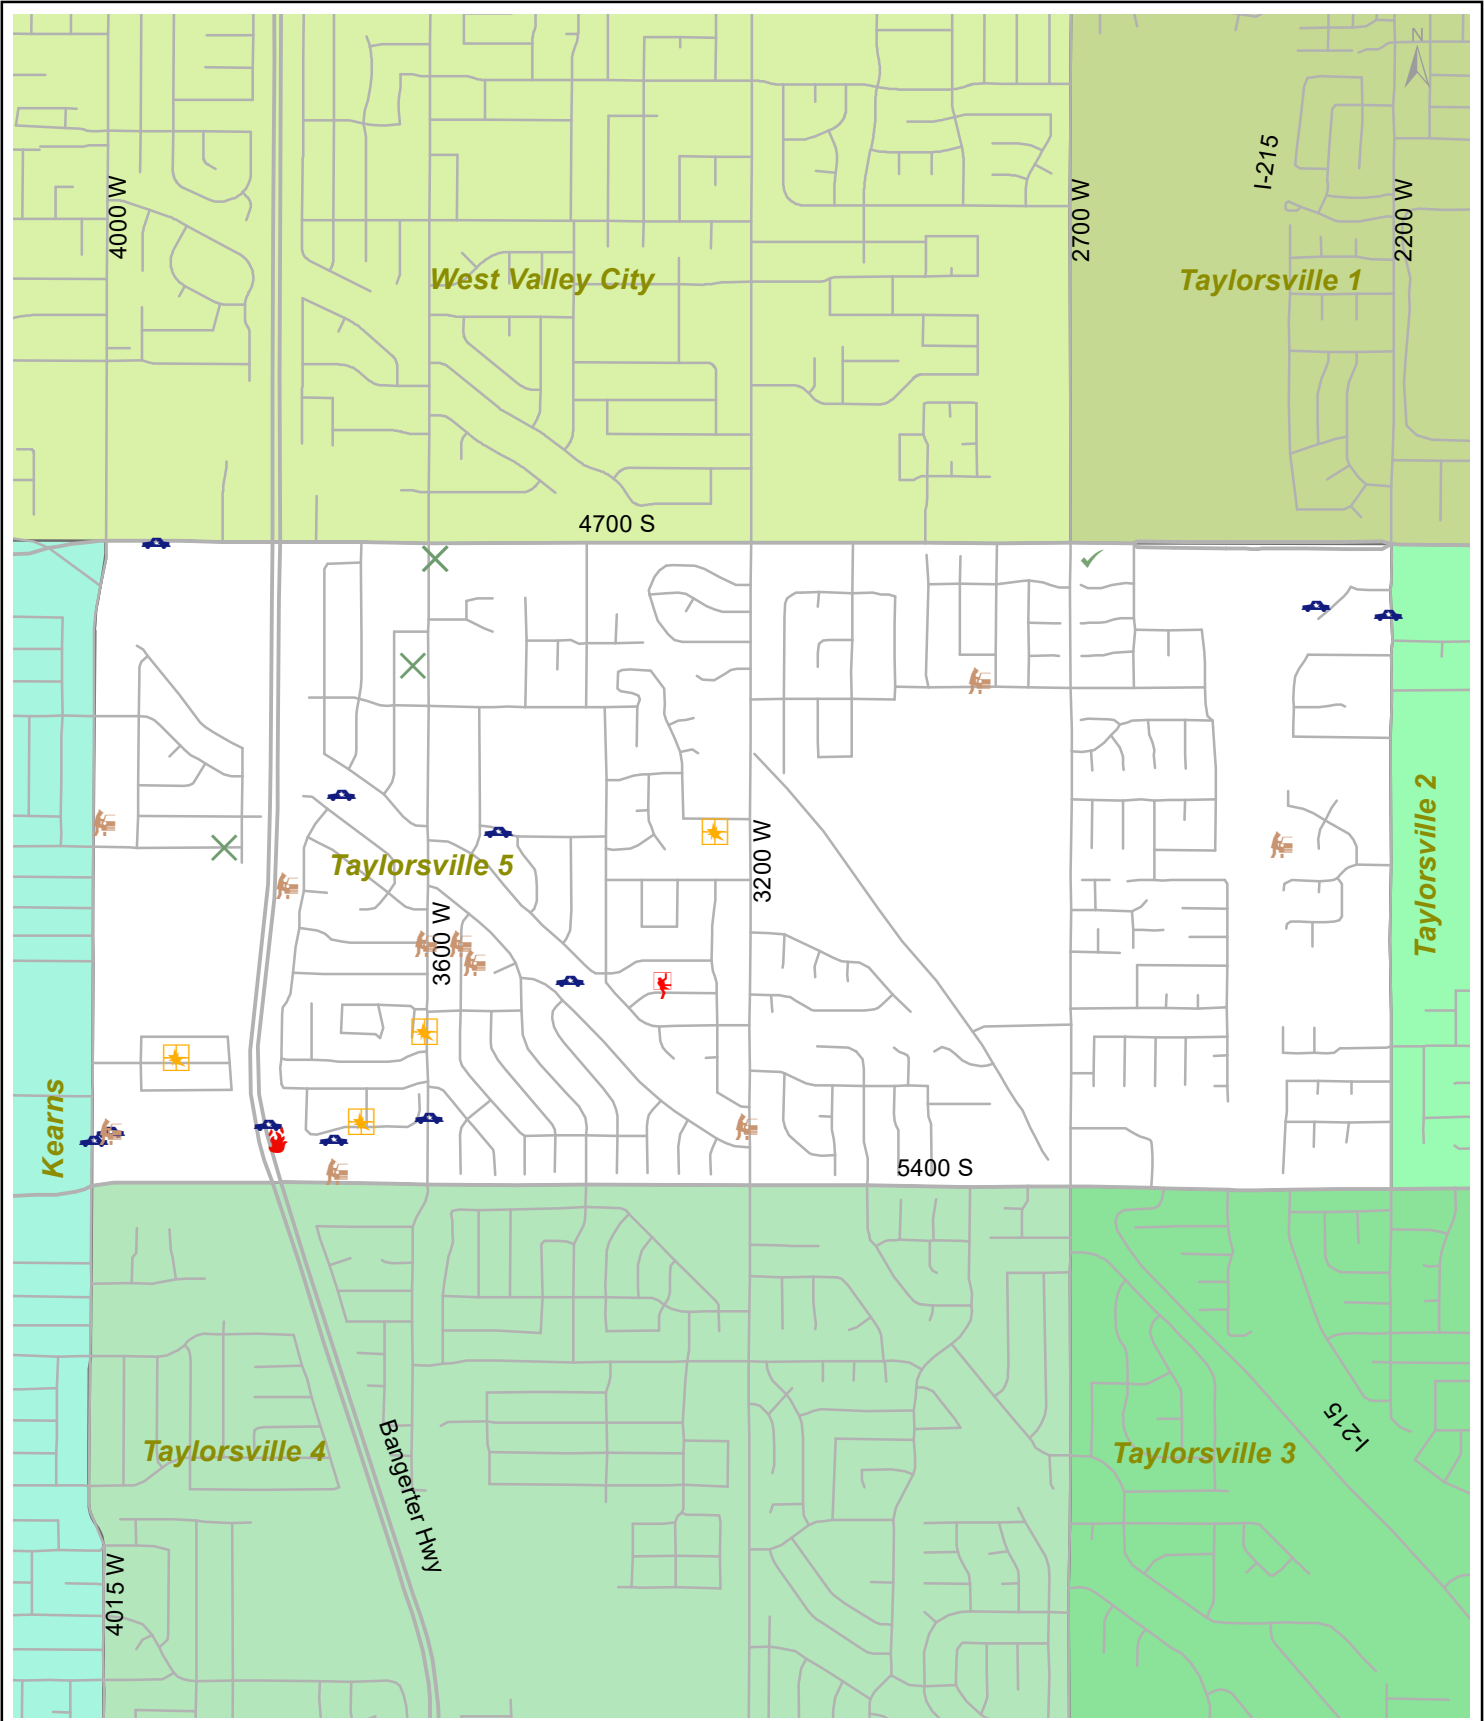 N
I-215
4000 W
2700 W
2200 W
West Valley City
Taylorsville 1
4700 S
Taylorsville 2
3200 W
Taylorsville 5
3600 W
Kearns
5400 S
Taylorsville 4
Bangerter Hwy
Taylorsville 3
I-215
4015 W